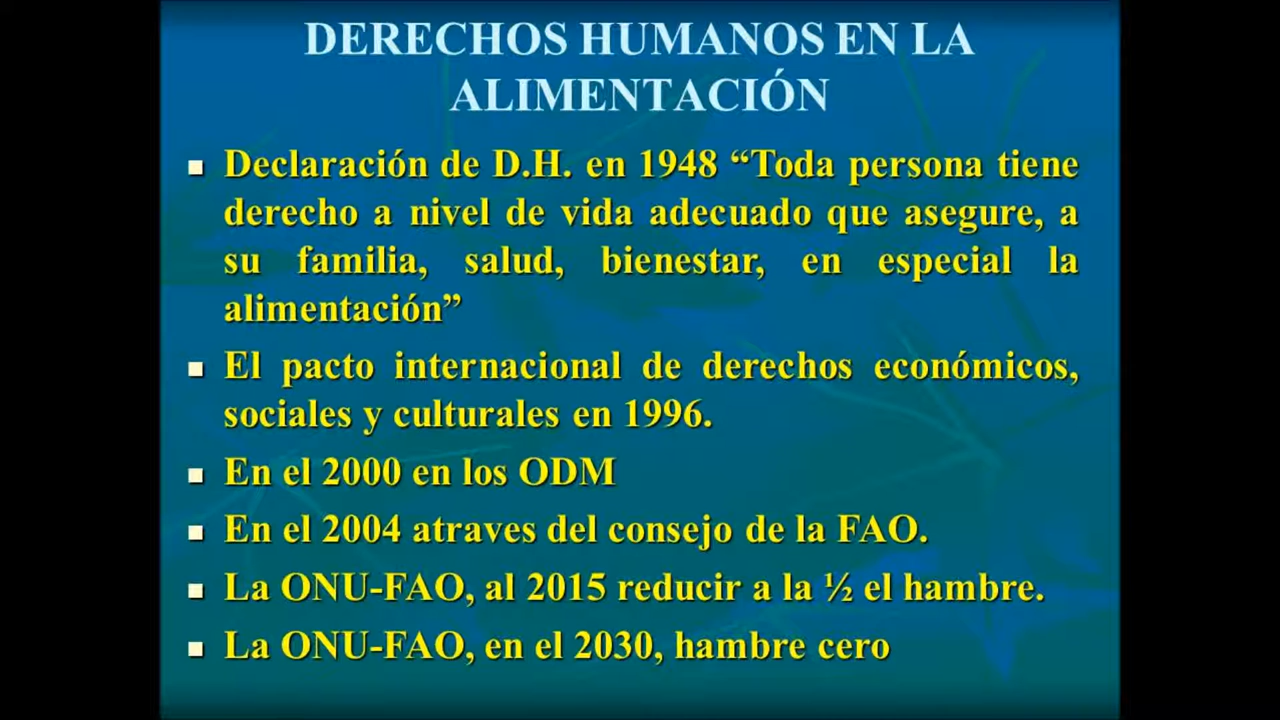 DERECHOS HUMANOS EN LA
ALIMENTACIÓN
Declaración de D.H. en 1948 “Toda persona tiene
derecho a nivel de vida adecuado que asegure, a
su familia, salud, bienestar, en especial la
alimentación”
El pacto internacional de derechos económicos,
sociales y culturales en 1996.
En el 2000 en los ODM
En el 2004 atraves del consejo de la FAO.
La ONU-FAO, al 2015 reducir a la ½ el hambre.
La ONU-FAO, en el 2030, hambre cero